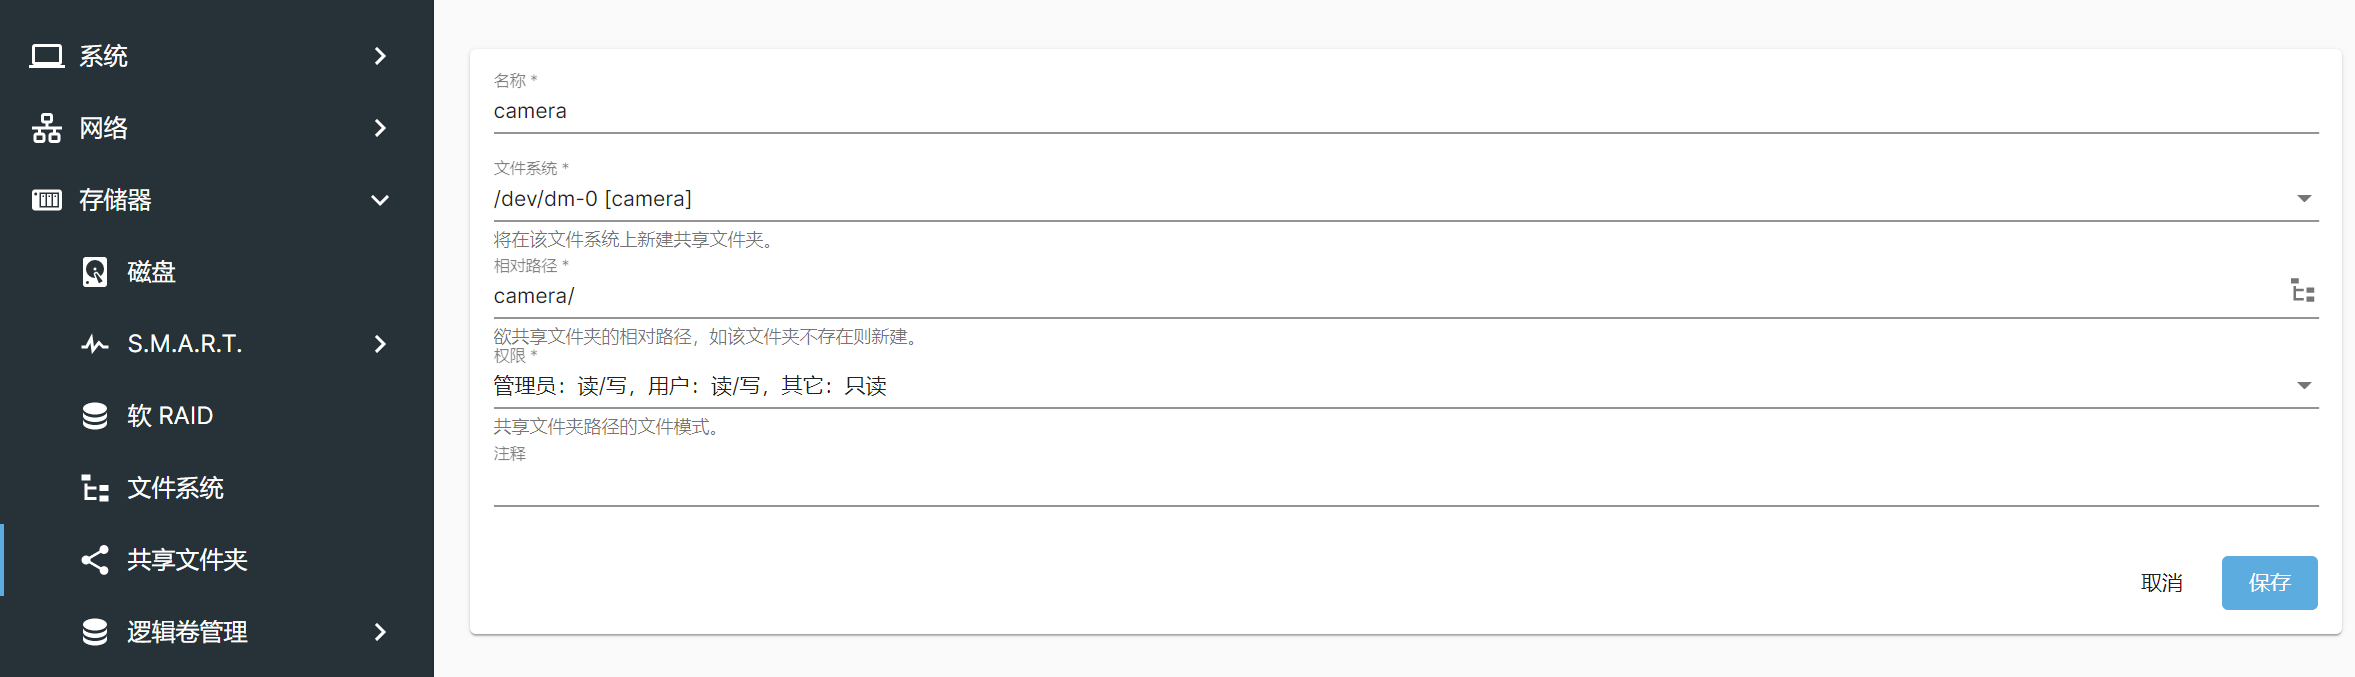 系统
网络
存储器
磁盘
S.M.A.R.T.
软 RAID
文件系统
共享文件夹
逻辑卷管理
名称 *
camera
文件系统 *
/dev/dm-0 [camera]
将在该文件系统上新建共享文件夹。
相对路径 *
camera/
欲共享文件夹的相对路径，如该文件夹不存在则新建。
权限 *
管理员：读/写，用户：读/写，其它：只读
共享文件夹路径的文件模式。
注释
取消
保存